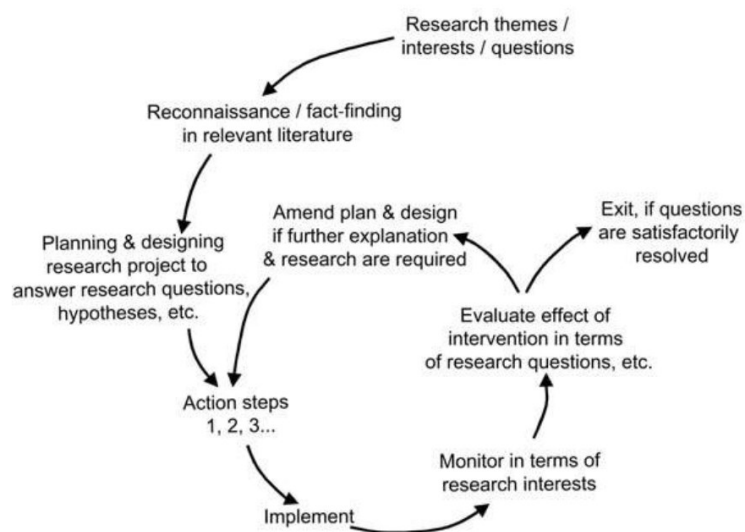 Research themes /
interests / questions
Reconnaissance / fact-finding
in relevant literature
Planning & designing
research project to
answer research questions,
hypotheses, etc.
Amend plan & design
if further explanation
& research are required
Exit, if questions
are satisfactorily
resolved
Evaluate effect of
intervention in terms
of research questions, etc.
Action steps
1, 2, 3...
Monitor in terms of
research interests
Implement